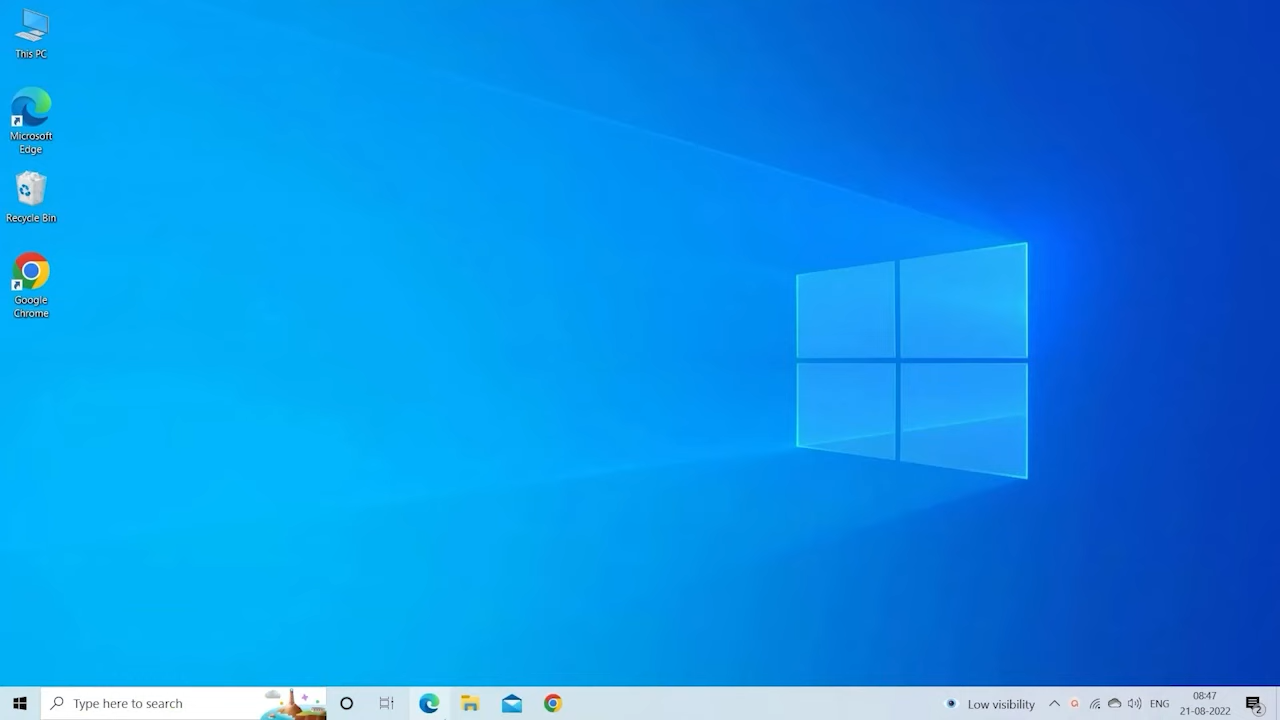 This PC
Microsoft
Edge
Recycle Bin
Google
Chrome
Type here to search
Low visibility
ENG
08:47
21-08-2022
2